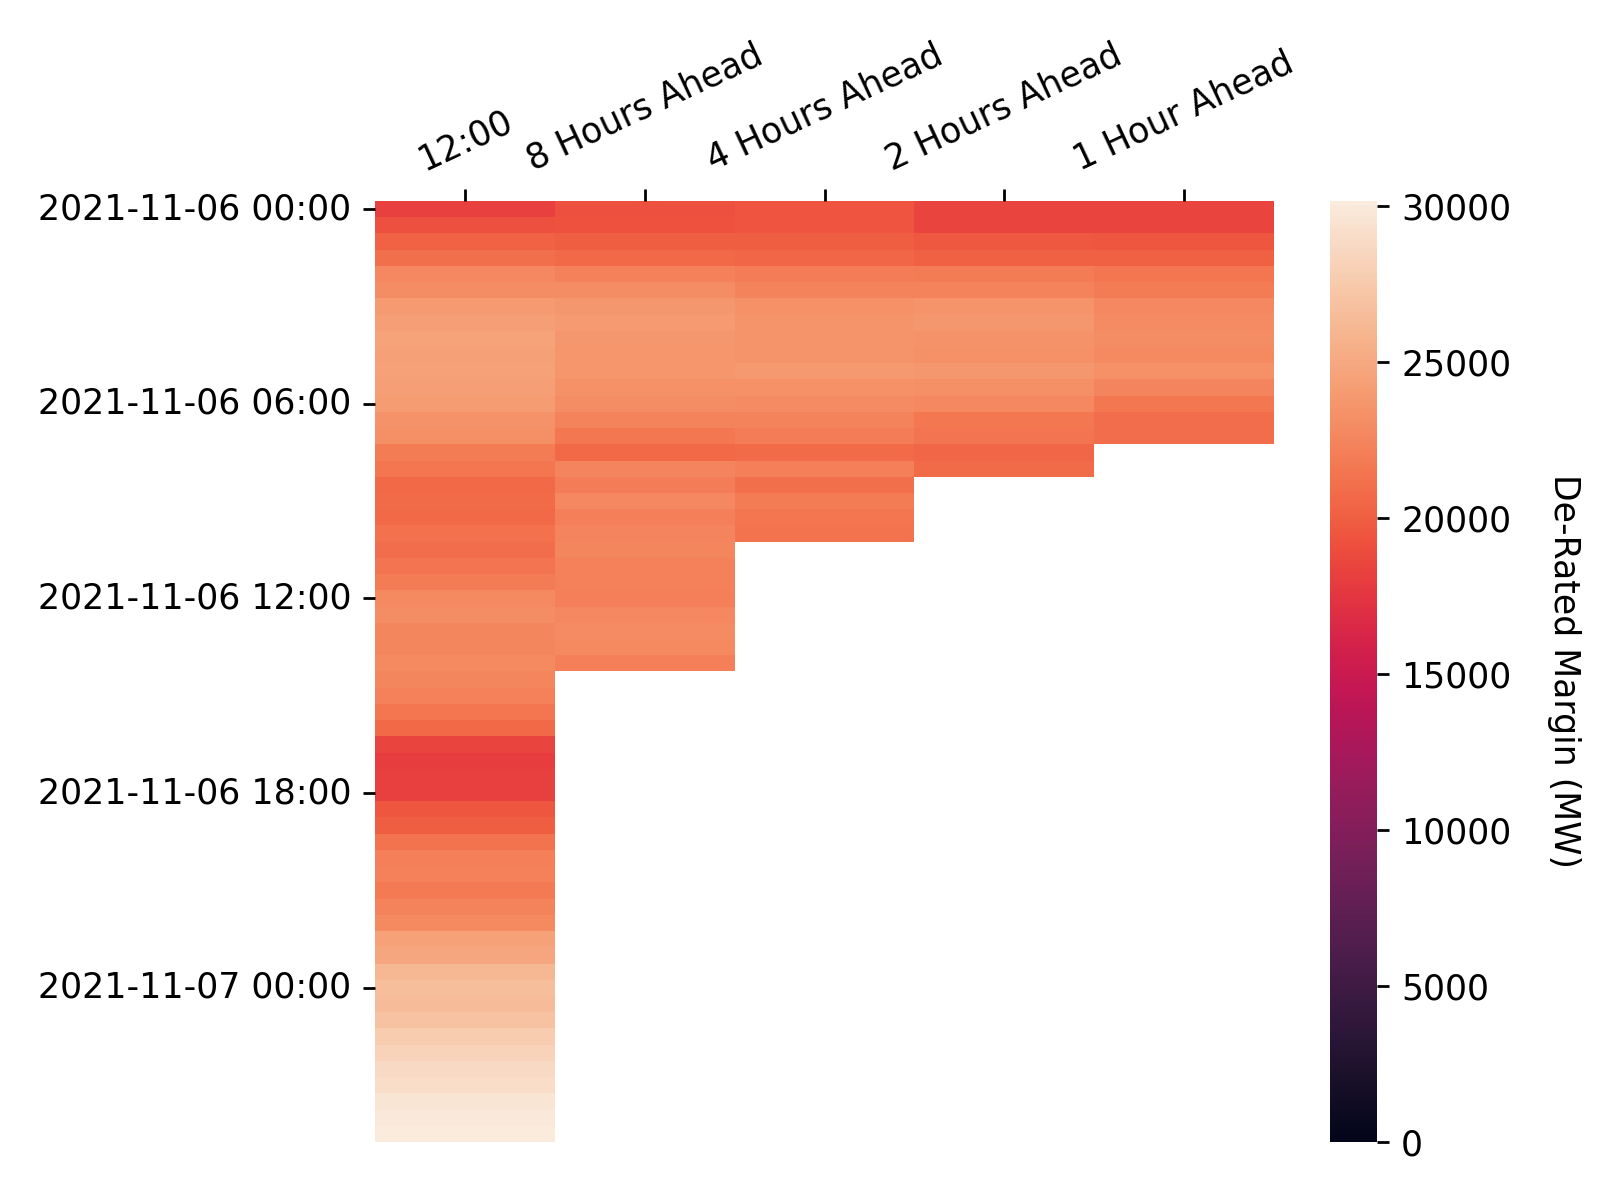 12:00
8 Hours Ahead
4 Hours Ahead
2 Hours Ahead
1 Hour Ahead
2021-11-06 00:00
2021-11-06 06:00
2021-11-06 12:00
2021-11-06 18:00
2021-11-07 00:00
30000
25000
20000
15000
10000
5000
0
De-Rated Margin (MW)